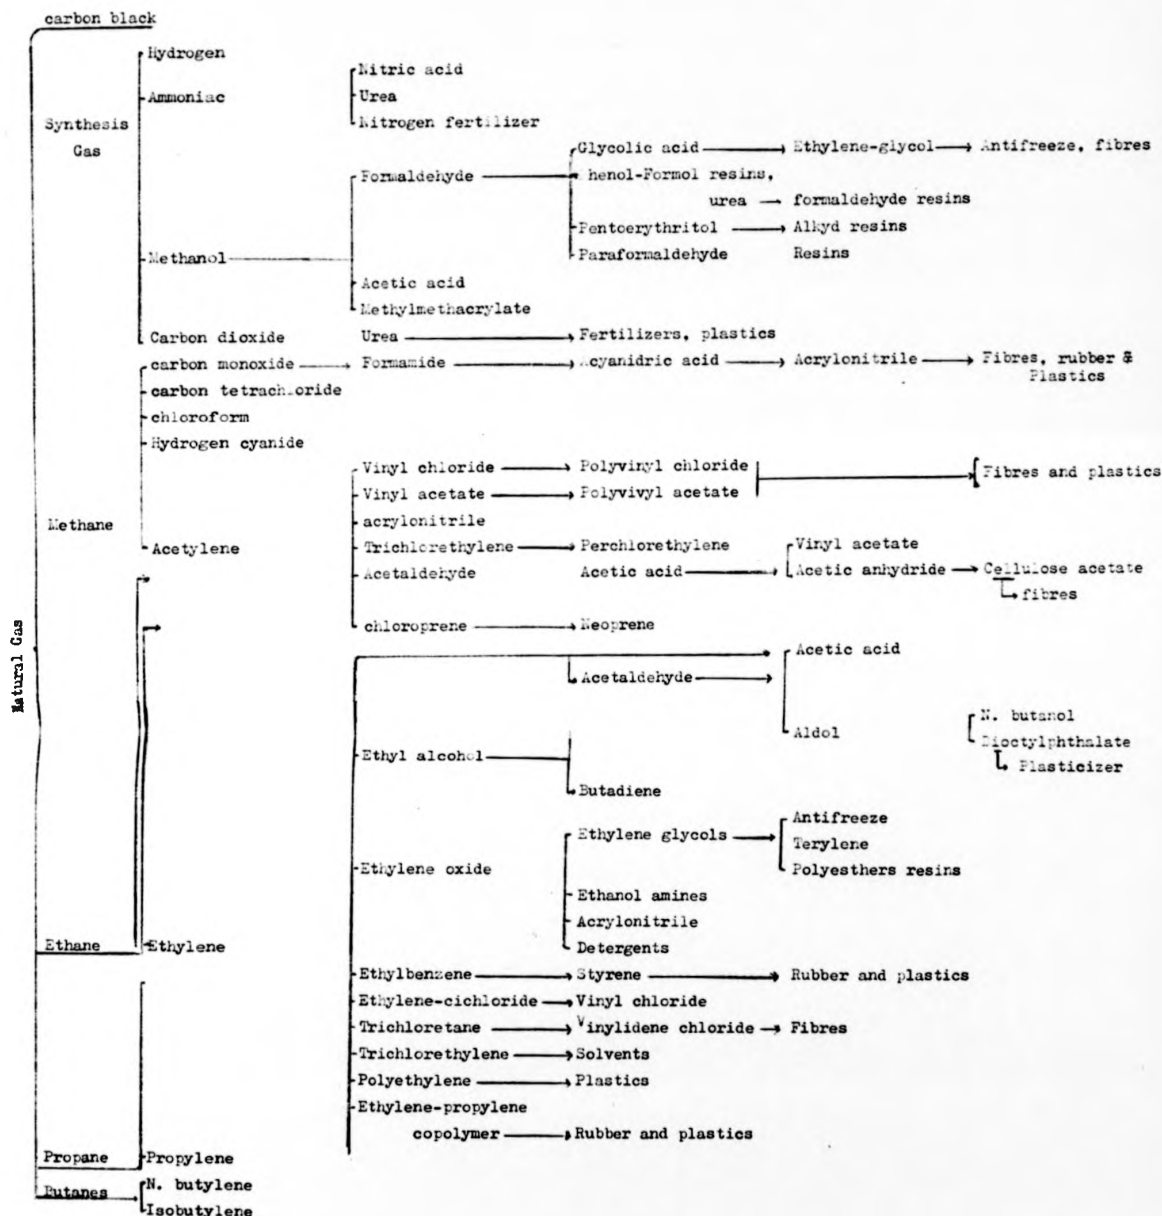 carbon black
Hydrogen
Nitric acid
Ammoniac
Urea
Synthesis
Gas
Nitrogen fertilizer
Glycolic acid → Ethylene-glycol → Antifreeze, fibres
Formaldehyde → henol-Formol resins,
urea → formaldehyde resins
Pentoerythritol → Alkyd resins
Methanol
Paraformaldehyde Resins
Acetic acid
Methylmethacrylate
Carbon dioxide Urea → Fertilizers, plastics
carbon monoxide → Formamide → Acyanidric acid → Acrylonitrile → Fibres, rubber &
Plastics
carbon tetrachloride
chloroform
Hydrogen cyanide
Vinyl chloride → Polyvinyl chloride
Fibres and plastics
Vinyl acetate → Polyvivyl acetate
acrylonitrile
Methane
Acetylene
Trichlorethylene → Perchlorethylene Vinyl acetate
Acetaldehyde Acetic acid → Acetic anhydride → Cellulose acetate
→ fibres
chloroprene → Neoprene
Natural Gas
Acetic acid
Acetaldehyde →
N. butanol
Aldol
Dioctylphthalate
Ethyl alcohol
→ Plasticizer
Butadiene
Antifreeze
Ethylene glycols → Terylene
Polyesthers resins
Ethylene oxide
Ethanol amines
Acrylonitrile
Ethane Ethylene Detergents
Ethylbenzene → Styrene → Rubber and plastics
Ethylene-cichloride → Vinyl chloride
Trichloretane → Vinylidene chloride → Fibres
Trichlorethylene → Solvents
Polyethylene → Plastics
Ethylene-propylene
copolymer → Rubber and plastics
Propane Propylene
Butanes → N. butylene
Isobutylene